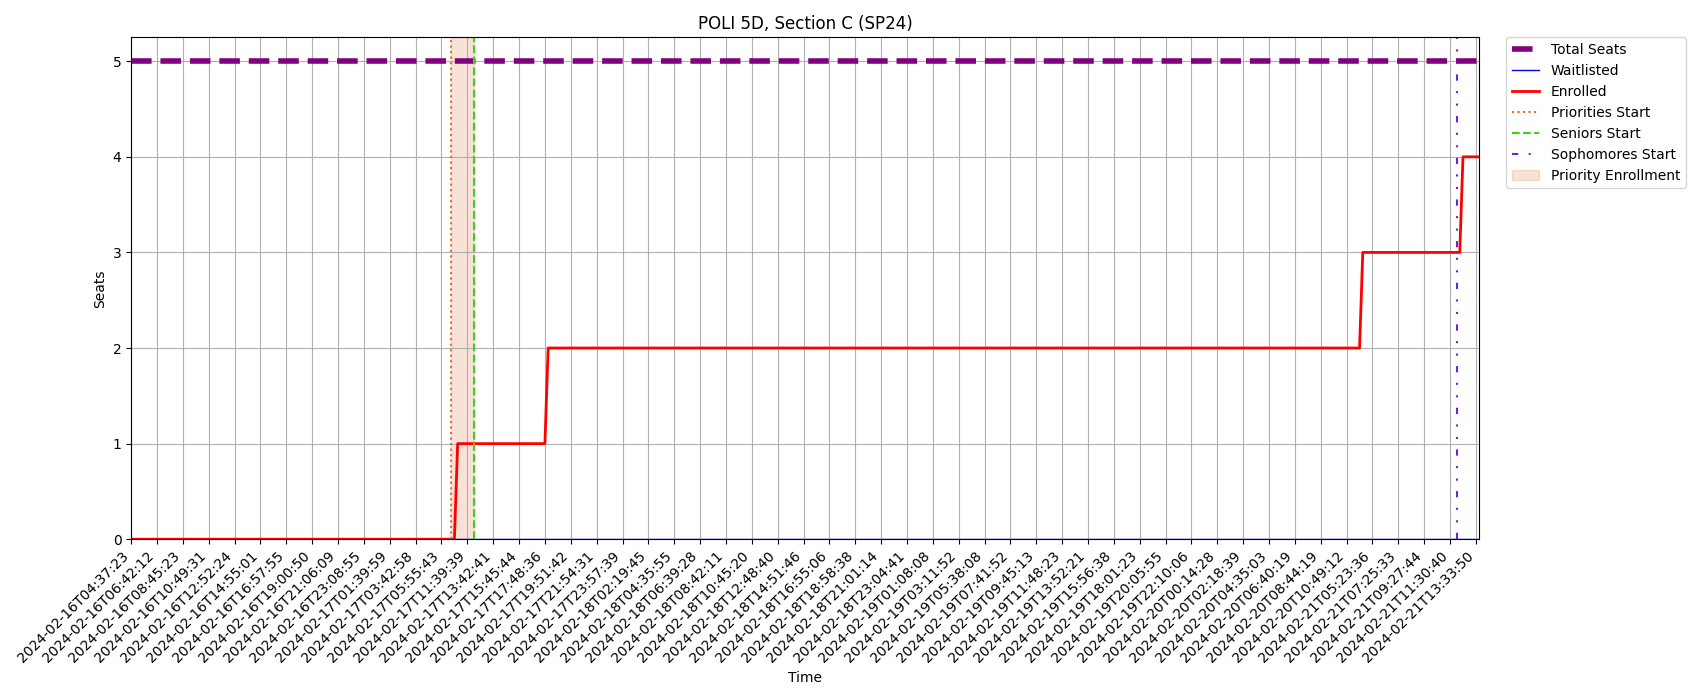 POLI 5D, Section C (SP24)
Total Seats
Waitlisted
Enrolled
Priorities Start
Seniors Start
Sophomores Start
Priority Enrollment
Seats
5
4
3
2
1
0
2024-02-16T04:37:23
2024-02-16T06:42:12
2024-02-16T08:45:23
2024-02-16T10:49:31
2024-02-16T12:52:24
2024-02-16T14:55:01
2024-02-16T16:57:55
2024-02-16T19:00:50
2024-02-16T21:06:09
2024-02-16T23:08:55
2024-02-17T01:39:59
2024-02-17T03:42:58
2024-02-17T05:55:43
2024-02-17T11:39:39
2024-02-17T13:42:41
2024-02-17T15:45:44
2024-02-17T17:48:36
2024-02-17T19:51:42
2024-02-17T21:54:31
2024-02-17T23:57:39
2024-02-18T02:19:45
2024-02-18T04:35:55
2024-02-18T06:39:28
2024-02-18T08:42:11
2024-02-18T10:45:20
2024-02-18T12:48:40
2024-02-18T14:51:46
2024-02-18T16:55:06
2024-02-18T18:58:38
2024-02-18T21:01:14
2024-02-18T23:04:41
2024-02-19T01:08:08
2024-02-19T03:11:52
2024-02-19T05:38:08
2024-02-19T07:41:52
2024-02-19T09:45:13
2024-02-19T11:48:23
2024-02-19T13:52:21
2024-02-19T15:56:38
2024-02-19T18:01:23
2024-02-19T20:05:55
2024-02-19T22:10:06
2024-02-20T00:14:28
2024-02-20T02:18:39
2024-02-20T04:35:03
2024-02-20T06:40:19
2024-02-20T08:44:19
2024-02-20T10:49:12
2024-02-21T05:23:36
2024-02-21T07:25:33
2024-02-21T09:27:44
2024-02-21T11:30:40
2024-02-21T13:33:50
Time